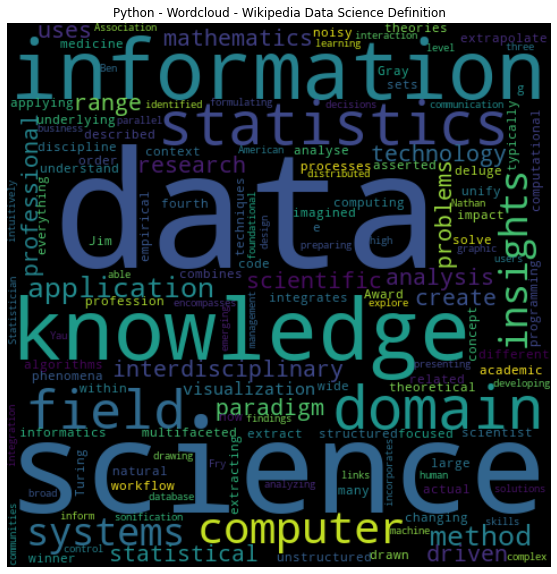 Python - Wordcloud - Wikipedia Data Science Definition
uses
Association
mathematics
noisy
interaction
theories
extrapolate
medicine
learning
level
three
information
Ben
Gray
sets
g
applying
range
identified
formulating
decisions
communication
underlying
business
parallel
statistics
described
discipline
order
context
American
analyse
asserted
technology
typically
computational
understand
research
processes
distributed
deluge
unify
professional
everything
intuitively
data
fourth
techniques
foundational
computing
imagined
problems
Nathan
impact
insights
Jim
empirical
code
design
e
preparing
high
solve
graphic
users
programming
able
combines
scientific
analysis
application
profession
encompasses
integrates
Award
explore
create
Statistician
knowledge
Yau
emerging
management
concept
different
algorithms
interdisciplinary
presenting
academic
phenomena
within
visualization
wide
theoretical
related
developing
field
how
paradigm
findings
domain
integration
informatics
multifaceted
extract
structured
focused
scientist
drawing
Turing
natural
Fry
extracting
links
human
large
science
workflow
database
analyzing
many
incorporates
actual
solutions
broad
communities
inform
sonification
computer
machine
changing
skills
systems
control
method
winner
statistical
unstructured
drawn
driven
complex